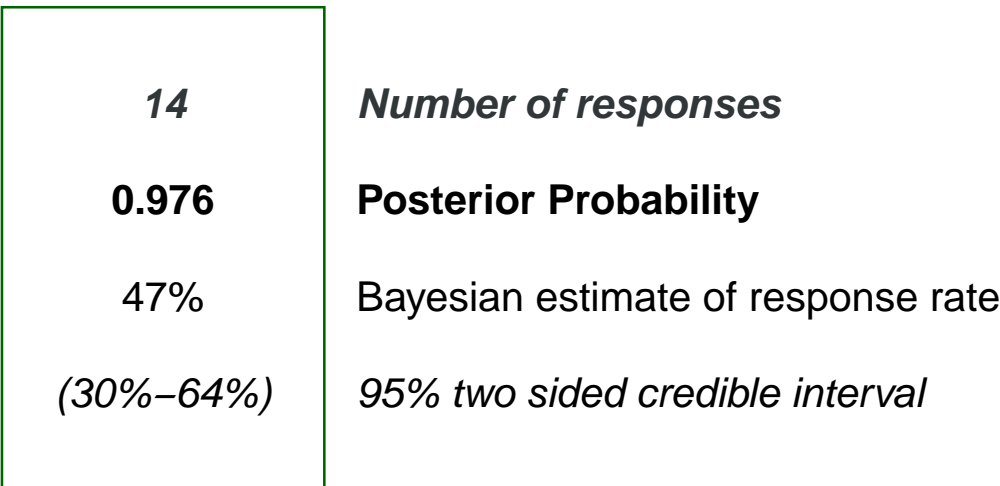 14 Number of responses
0.976 Posterior Probability
47% Bayesian estimate of response rate
(30%–64%) 95% two sided credible interval